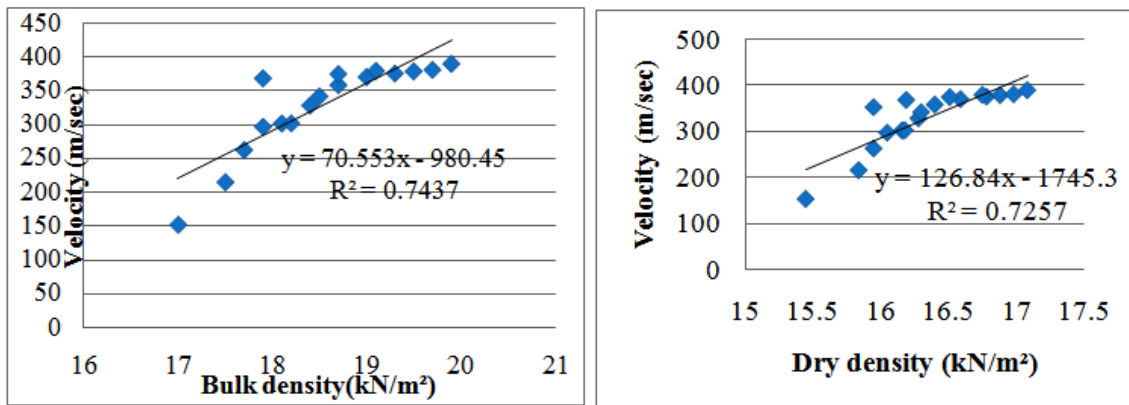 450
400
350
300
250
200
150
100
50
0
Velocity (m/sec)
y = 70.553x - 980.45
R² = 0.7437
16 17 18 19 20 21
Bulk density(kN/m²)
500
400
300
200
100
0
Velocity (m/sec)
y = 126.84x - 1745.3
R² = 0.7257
15 15.5 16 16.5 17 17.5
Dry density (kN/m²)